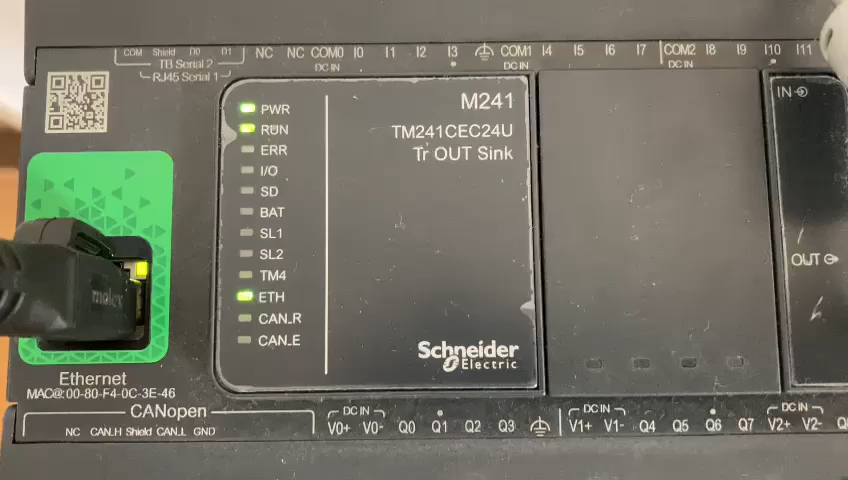 COM Shield D0 D1 NC NC COM0 I0 I1 I2 I3 COM1 I4 I5 I6 I7 COM2 I8 I9 I10 I11
TB Serial 2 DC IN DC IN DC IN
RJ45 Serial 1
PWR
RUN
ERR
I/O
SD
BAT
SL1
SL2
TM4
ETH
CAN_R
CAN_E
M241
TM241CEC24U
Tr OUT Sink
Schneider
Electric
IN
OUT
molex
Ethernet
MAC@:00-80-F4-0C-3E-46
CANopen
NC CAN_H Shield CAN_L GND
DC IN DC IN DC IN
V0+ V0- Q0 Q1 Q2 Q3 V1+ V1- Q4 Q5 Q6 Q7 V2+ V2-